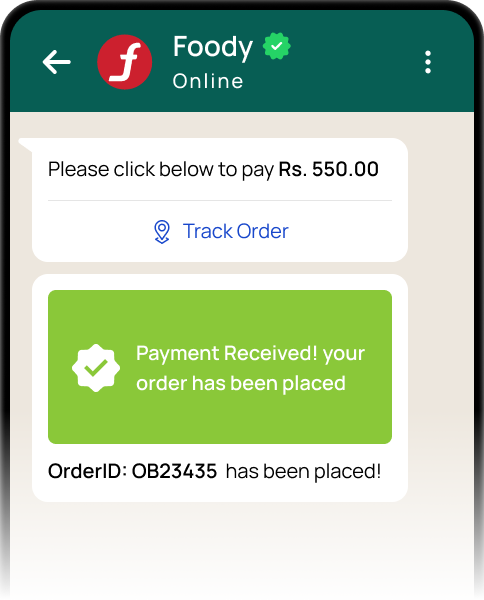 Foody
Online
Please click below to pay Rs. 550.00
Track Order
Payment Received! your
order has been placed
OrderID: OB23435 has been placed!